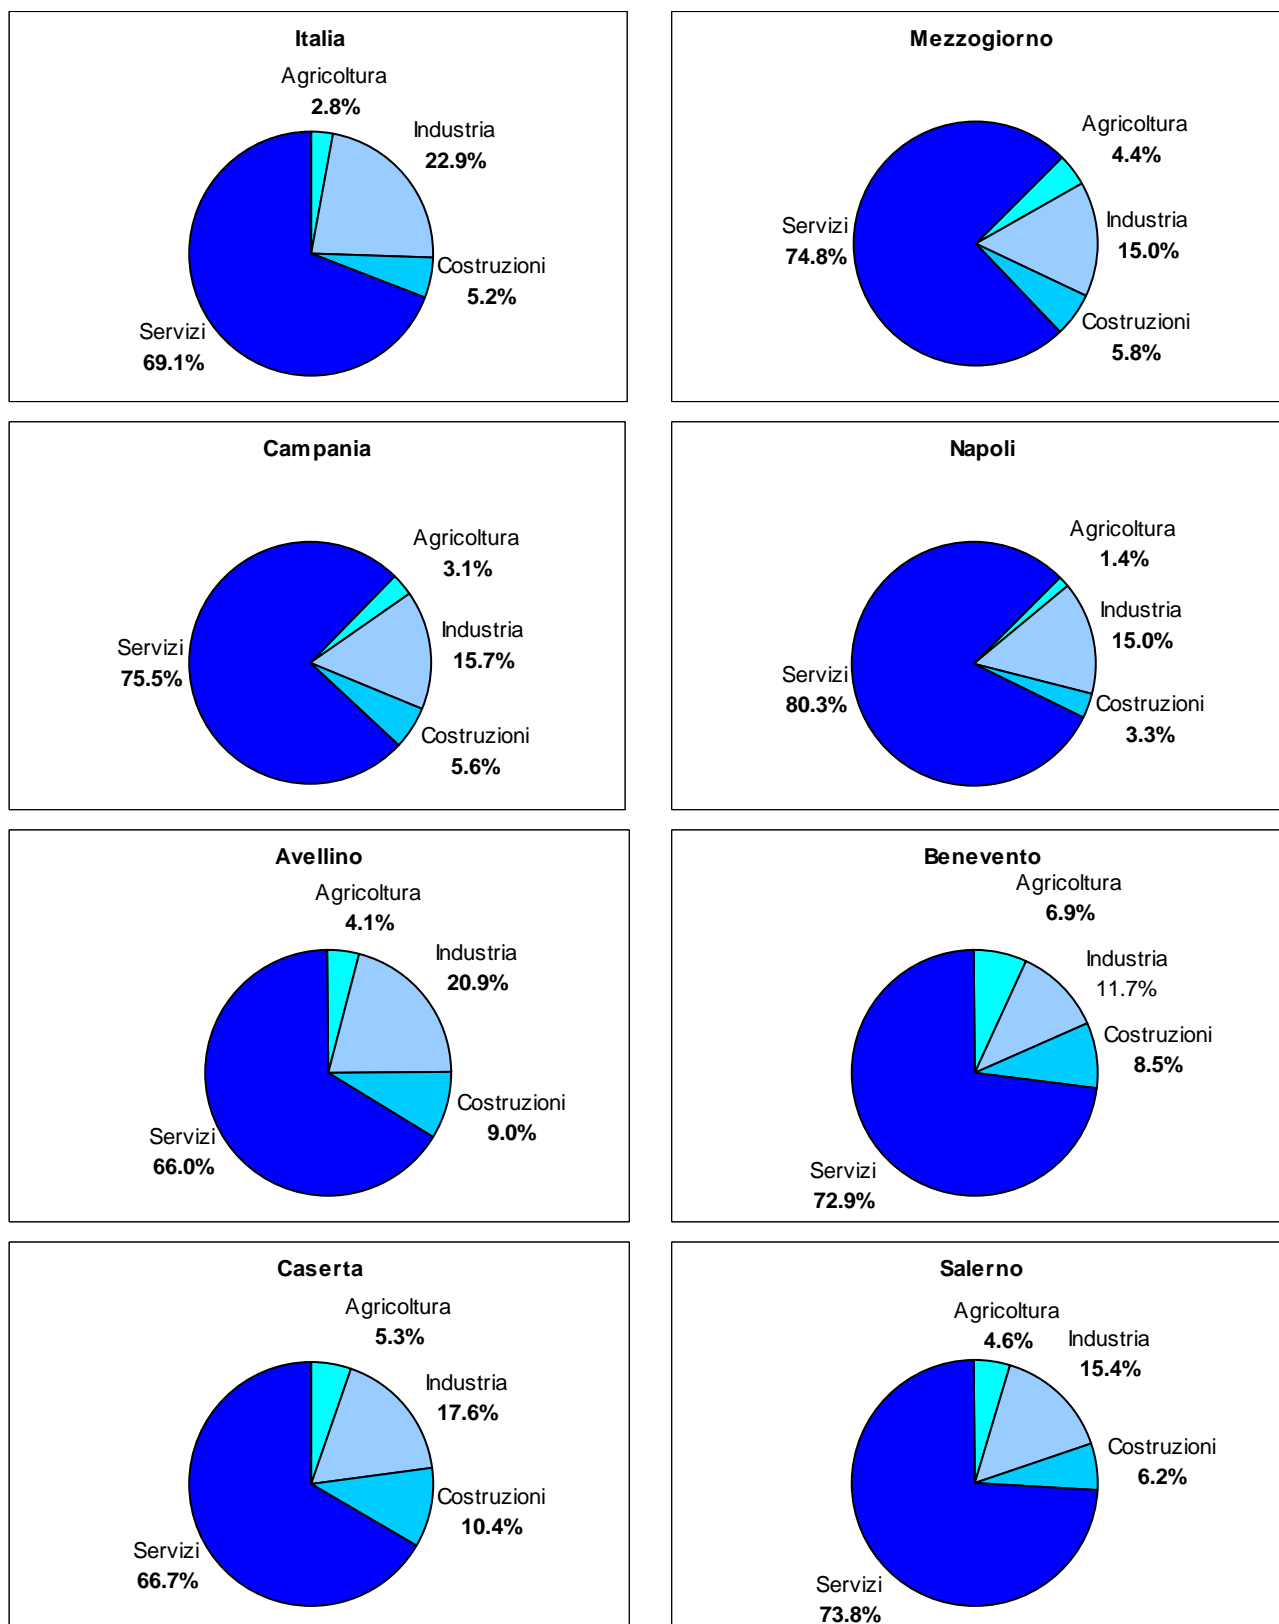 Italia
Agricoltura
2.8%
Industria
22.9%
Costruzioni
5.2%
Servizi
69.1%
Mezzogiorno
Agricoltura
4.4%
Industria
15.0%
Costruzioni
5.8%
Servizi
74.8%
Campania
Agricoltura
3.1%
Industria
15.7%
Costruzioni
5.6%
Servizi
75.5%
Napoli
Agricoltura
1.4%
Industria
15.0%
Costruzioni
3.3%
Servizi
80.3%
Avellino
Agricoltura
4.1%
Industria
20.9%
Costruzioni
9.0%
Servizi
66.0%
Benevento
Agricoltura
6.9%
Industria
11.7%
Costruzioni
8.5%
Servizi
72.9%
Caserta
Agricoltura
5.3%
Industria
17.6%
Costruzioni
10.4%
Servizi
66.7%
Salerno
Agricoltura
4.6%
Industria
15.4%
Costruzioni
6.2%
Servizi
73.8%